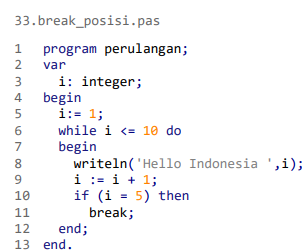 33.break_posisi.pas
1 program perulangan;
2 var
3   i: integer;
4 begin
5   i:= 1;
6   while i <= 10 do
7   begin
8     writeln('Hello Indonesia ',i);
9     i := i + 1;
10     if (i = 5) then
11       break;
12   end;
13 end.